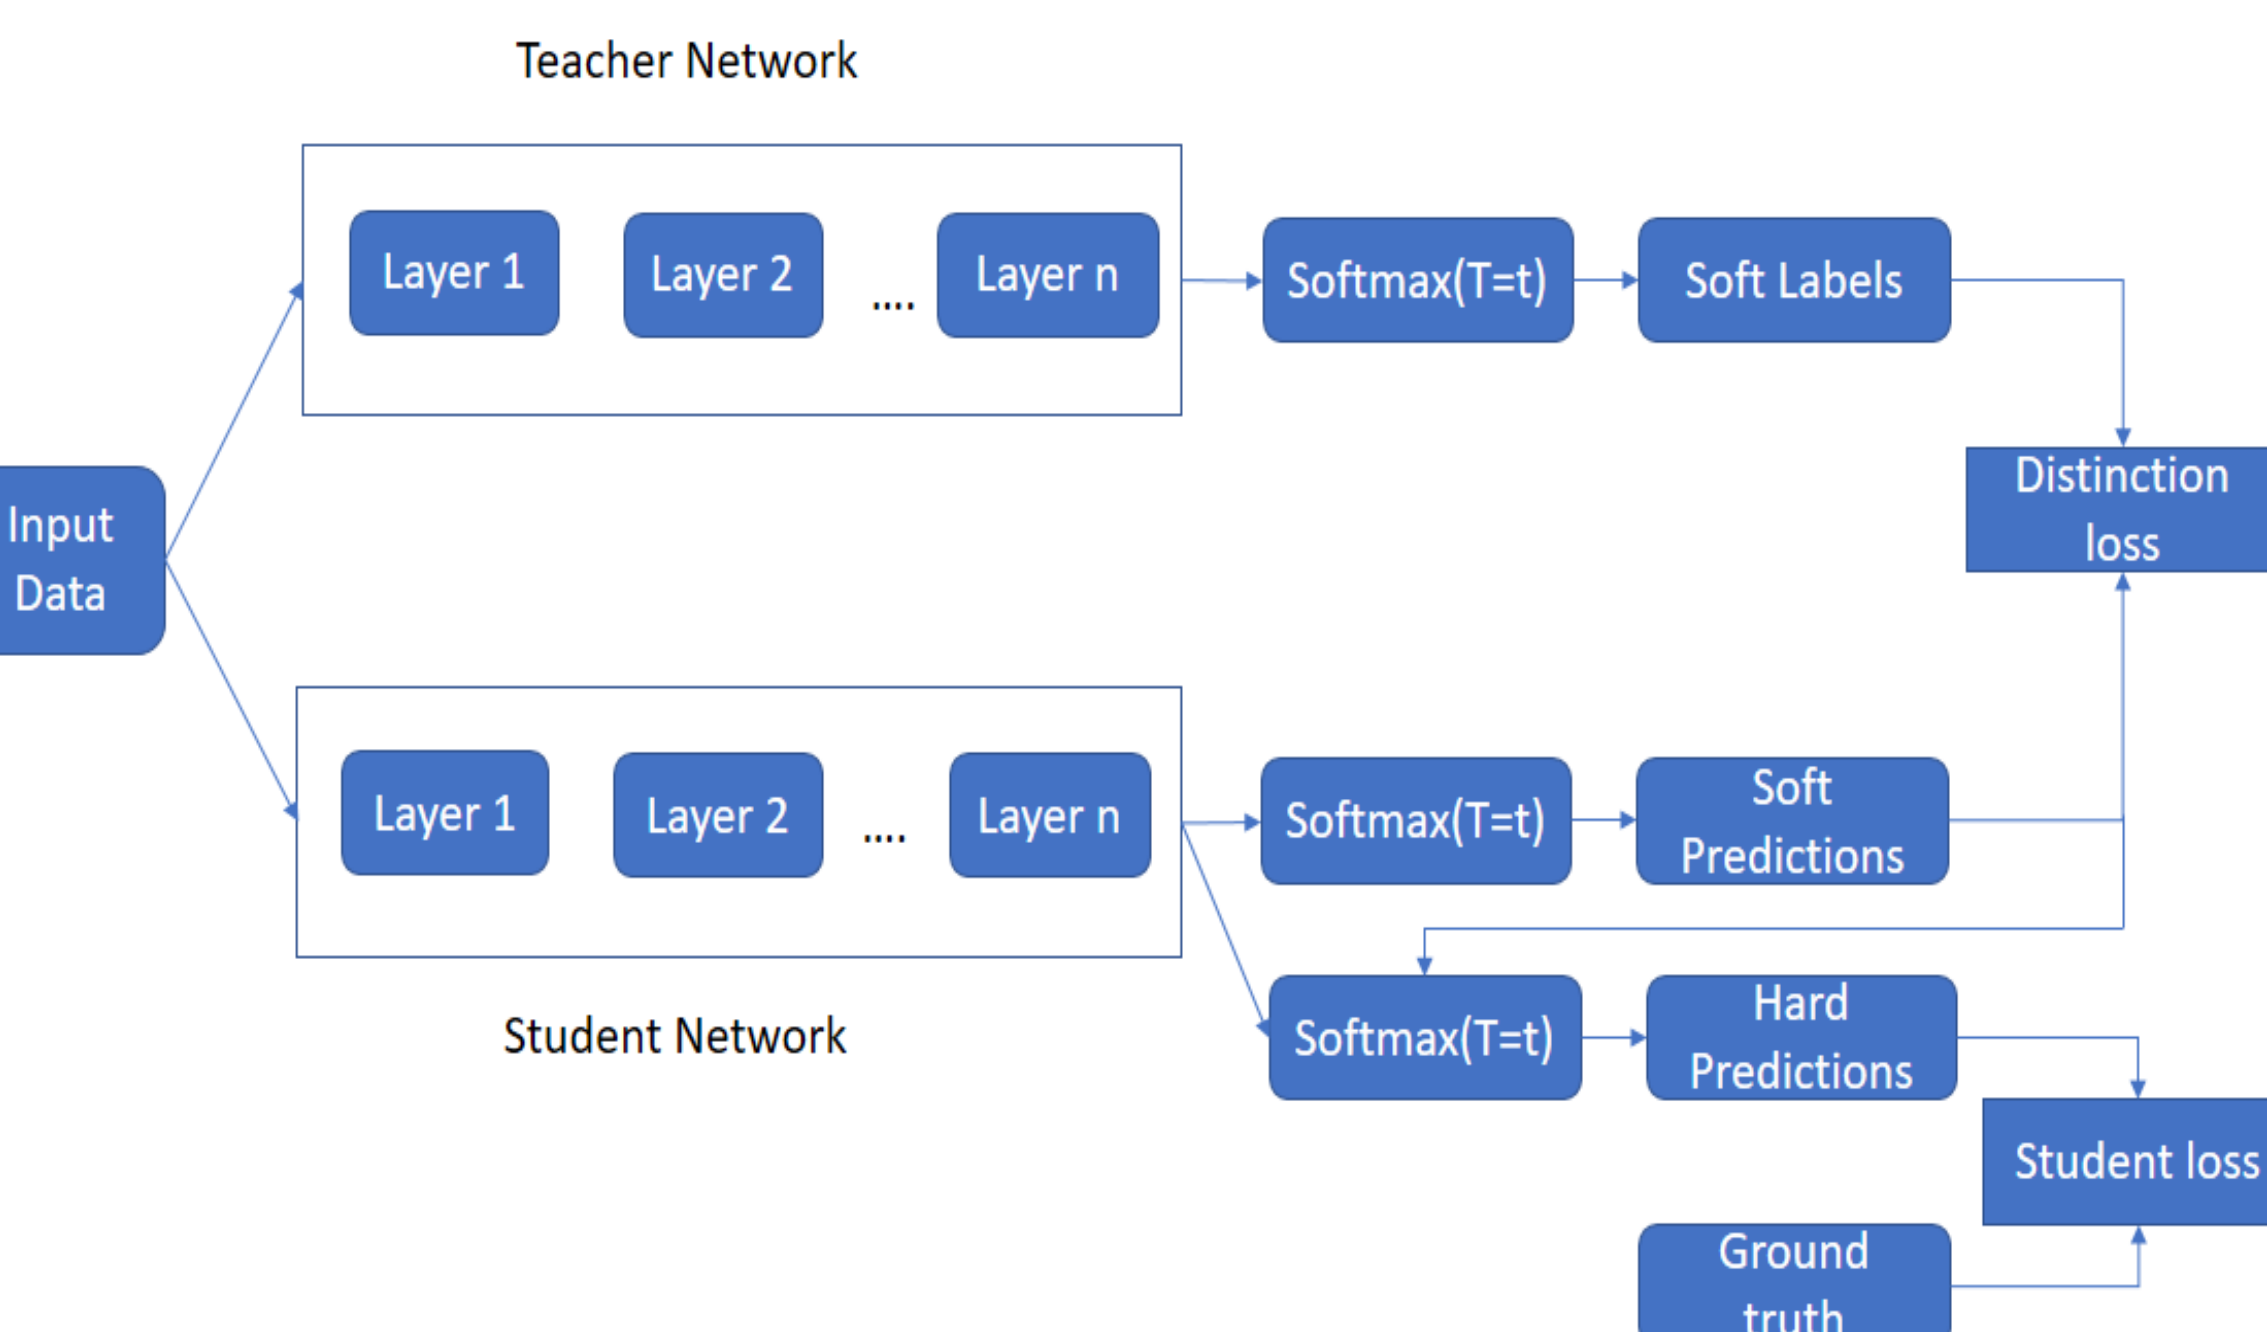 Teacher Network
Layer 1
Layer 2
....
Layer n
Softmax(T=t)
Soft Labels
Input
Data
Distinction
loss
Layer 1
Layer 2
....
Layer n
Softmax(T=t)
Soft
Predictions
Student Network
Softmax(T=t)
Hard
Predictions
Student loss
Ground
truth